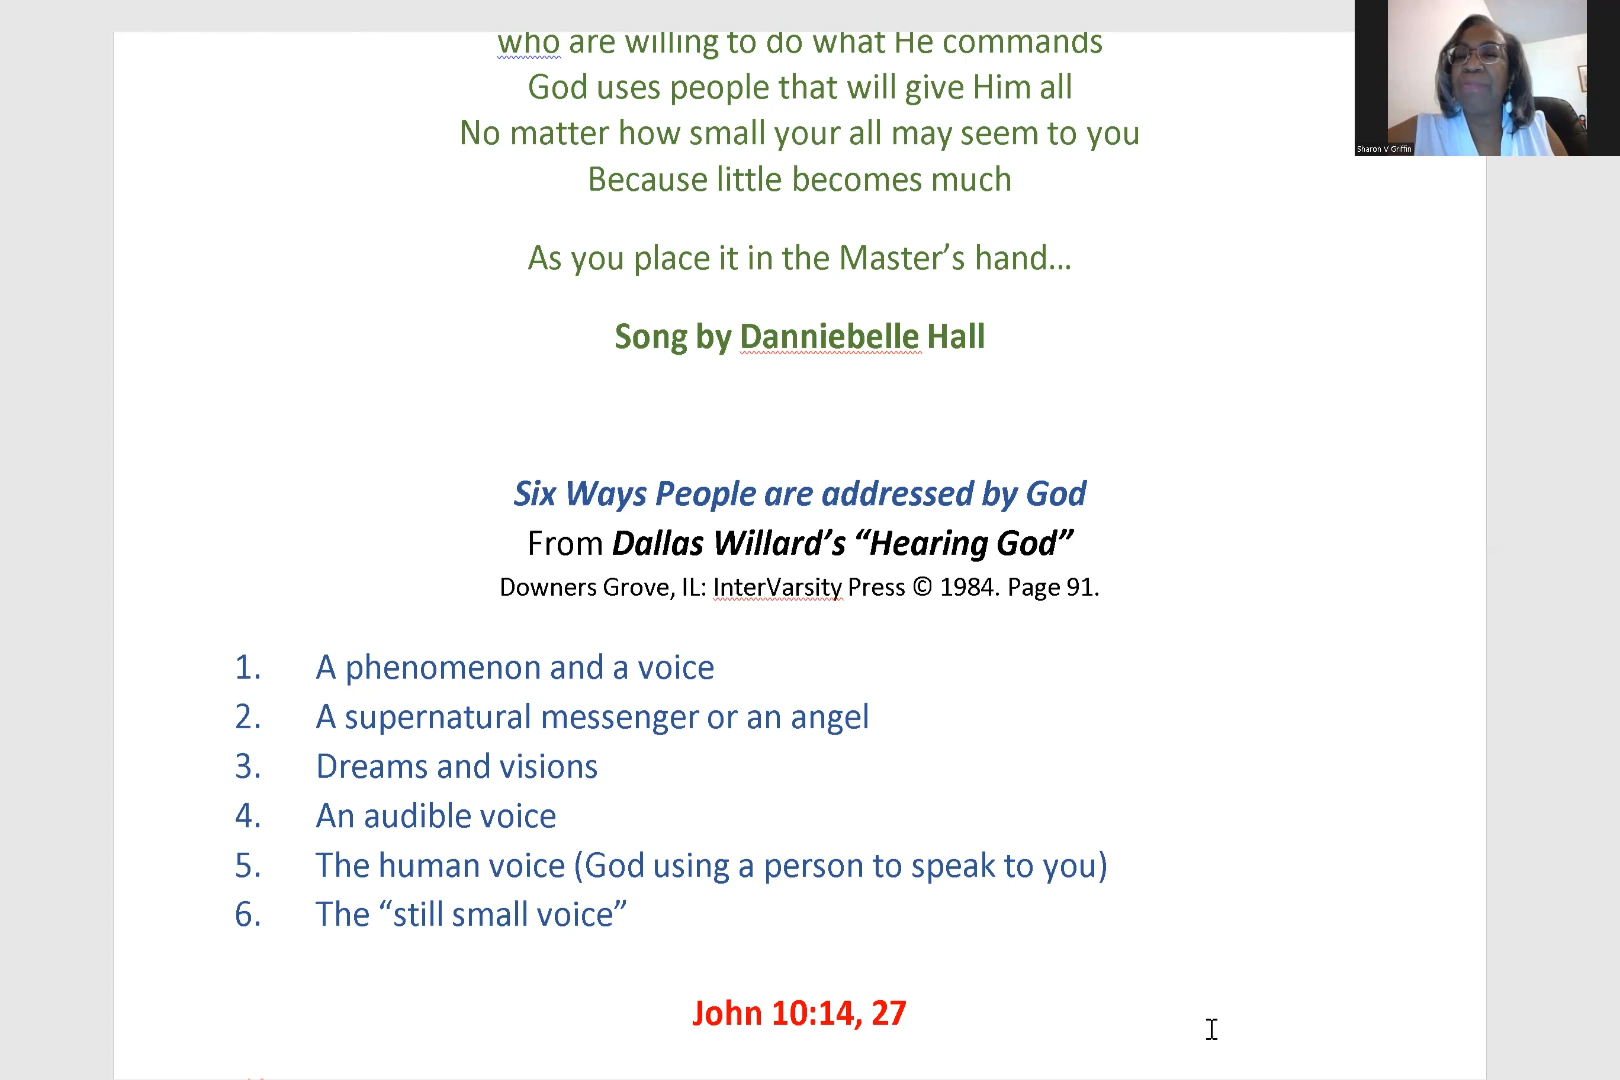 who are willing to do what He commands
God uses people that will give Him all
No matter how small your all may seem to you
Because little becomes much
As you place it in the Master’s hand…
Song by Danniebelle Hall
Six Ways People are addressed by God
From Dallas Willard’s “Hearing God”
Downers Grove, IL: InterVarsity Press © 1984. Page 91.
1. A phenomenon and a voice
2. A supernatural messenger or an angel
3. Dreams and visions
4. An audible voice
5. The human voice (God using a person to speak to you)
6. The “still small voice”
John 10:14, 27
Sharon V Griffin